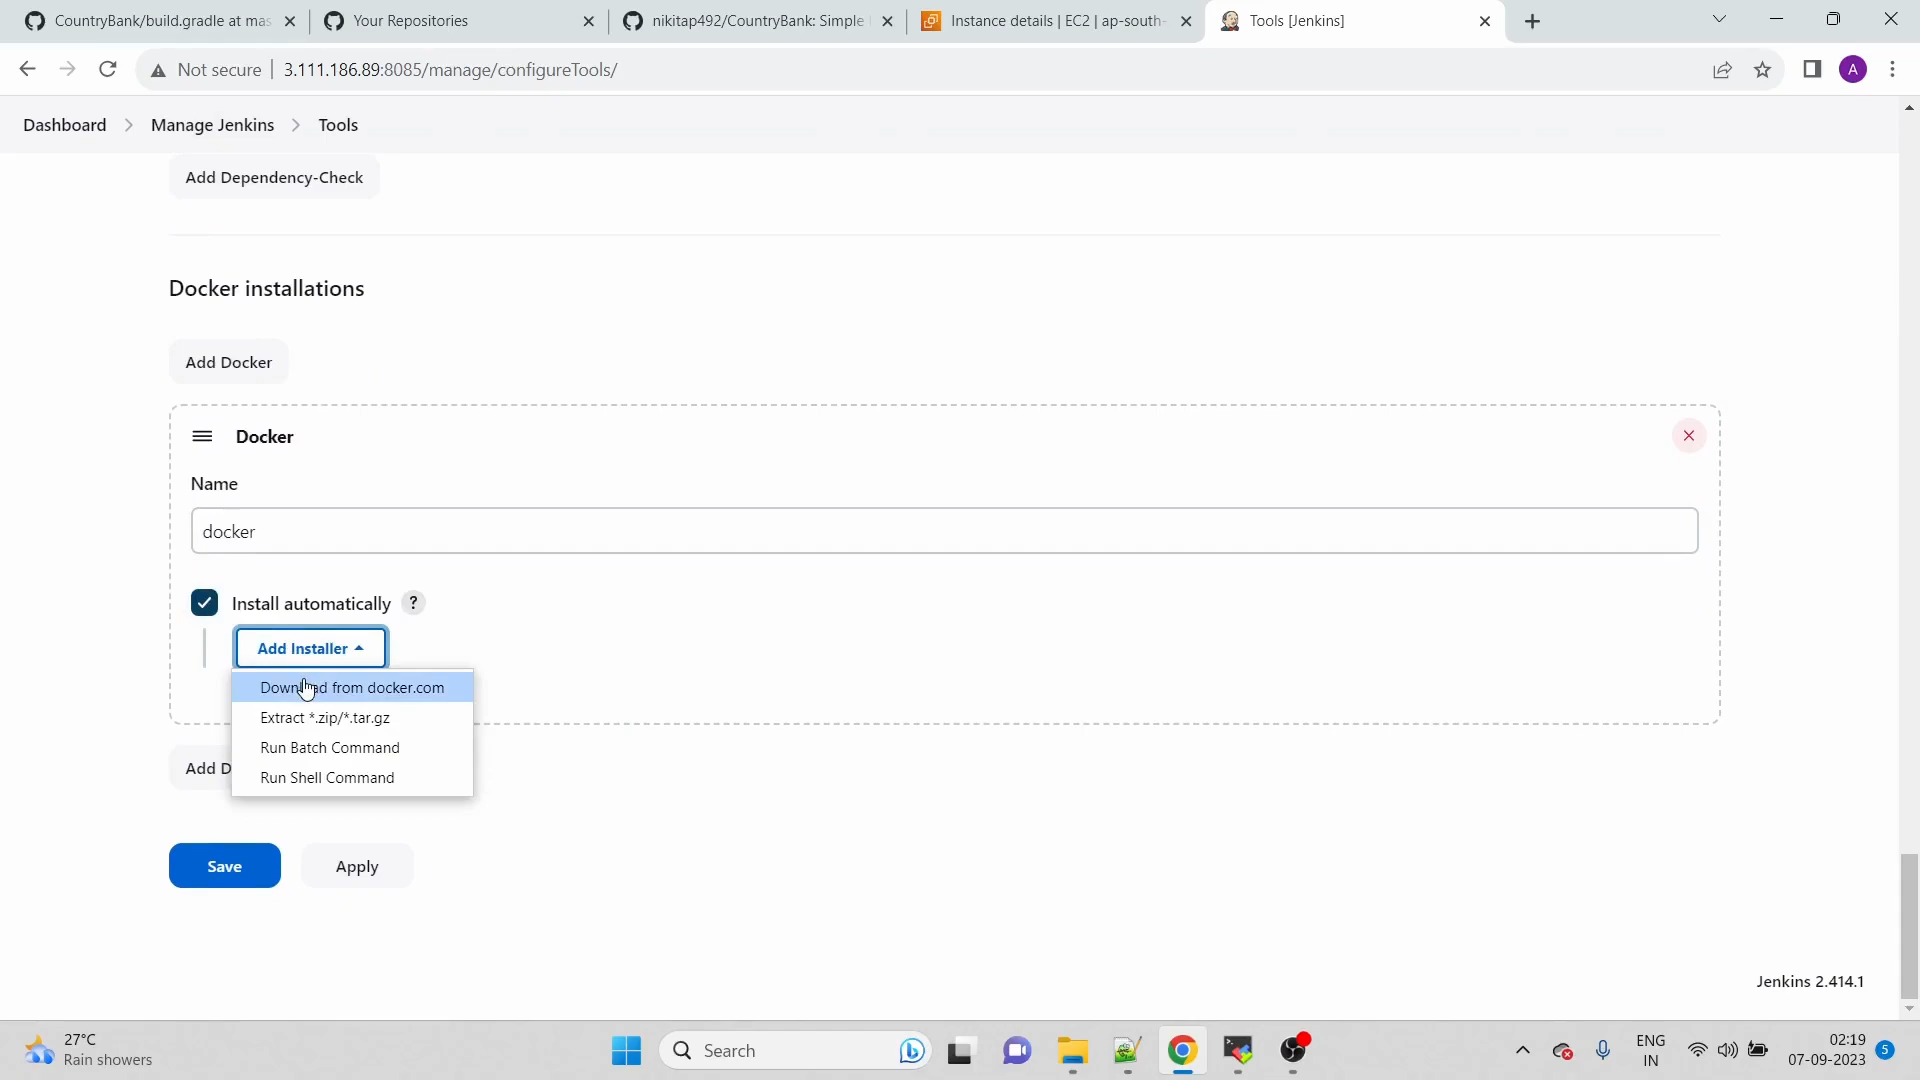 CountryBank/build.gradle at mas
Your Repositories
nikitap492/CountryBank: Simple
Instance details | EC2 | ap-south-
Tools [Jenkins]
Not secure
3.111.186.89:8085/manage/configureTools/
A
Dashboard
Manage Jenkins
Tools
Add Dependency-Check
Docker installations
Add Docker
Docker
Name
docker
Install automatically ?
Add Installer
Download from docker.com
Extract *.zip/*.tar.gz
Run Batch Command
Run Shell Command
Add D
Save
Apply
Jenkins 2.414.1
27°C
Rain showers
Search
ENG
IN
02:19
07-09-2023
5